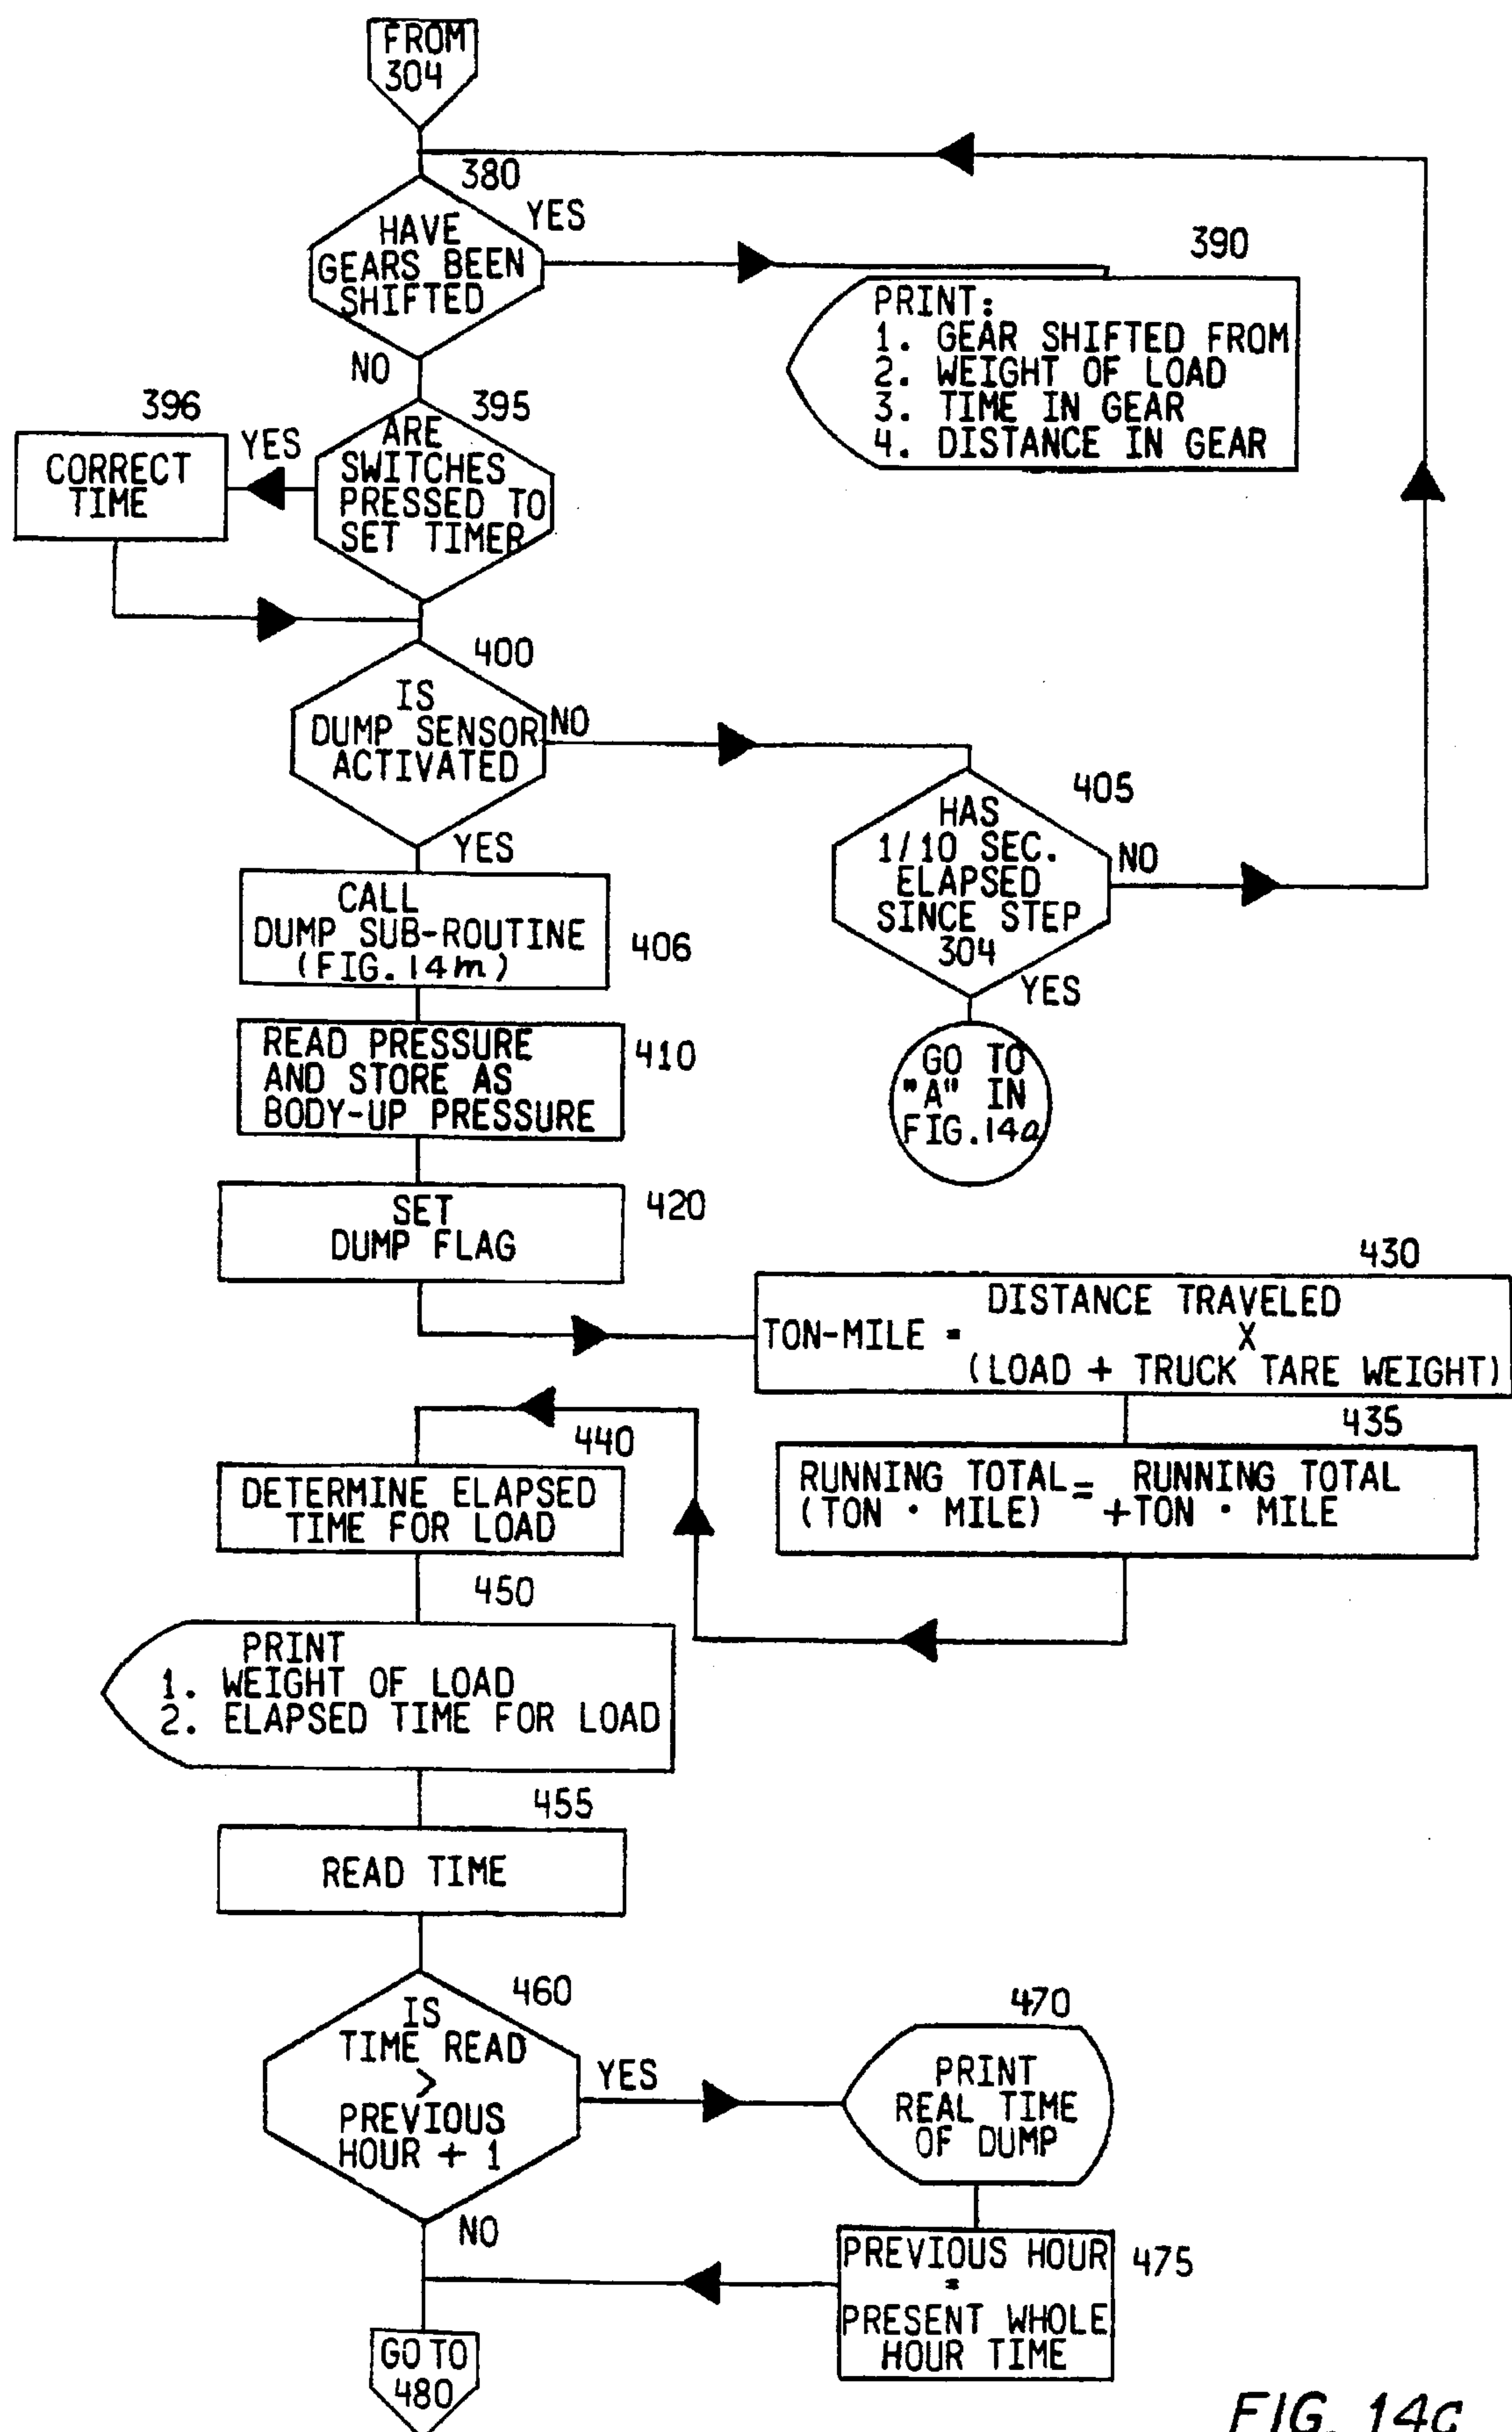 FROM
304
380
HAVE
GEARS BEEN
SHIFTED
YES
NO
390
PRINT:
1. GEAR SHIFTED FROM
2. WEIGHT OF LOAD
3. TIME IN GEAR
4. DISTANCE IN GEAR
395
ARE
SWITCHES
PRESSED TO
SET TIMER
YES
396
CORRECT
TIME
400
IS
DUMP SENSOR
ACTIVATED
NO
YES
405
HAS
1/10 SEC.
ELAPSED
SINCE STEP
304
NO
YES
GO TO
"A" IN
FIG.14a
CALL
DUMP SUB-ROUTINE
(FIG.14m)
406
READ PRESSURE
AND STORE AS
BODY-UP PRESSURE
410
SET
DUMP FLAG
420
430
DISTANCE TRAVELED
TON-MILE = X
(LOAD + TRUCK TARE WEIGHT)
435
RUNNING TOTAL = RUNNING TOTAL
(TON · MILE) +TON · MILE
440
DETERMINE ELAPSED
TIME FOR LOAD
450
PRINT
1. WEIGHT OF LOAD
2. ELAPSED TIME FOR LOAD
455
READ TIME
460
IS
TIME READ
>
PREVIOUS
HOUR + 1
YES
NO
470
PRINT
REAL TIME
OF DUMP
PREVIOUS HOUR
=
PRESENT WHOLE
HOUR TIME
475
GO TO
480
FIG. 14c